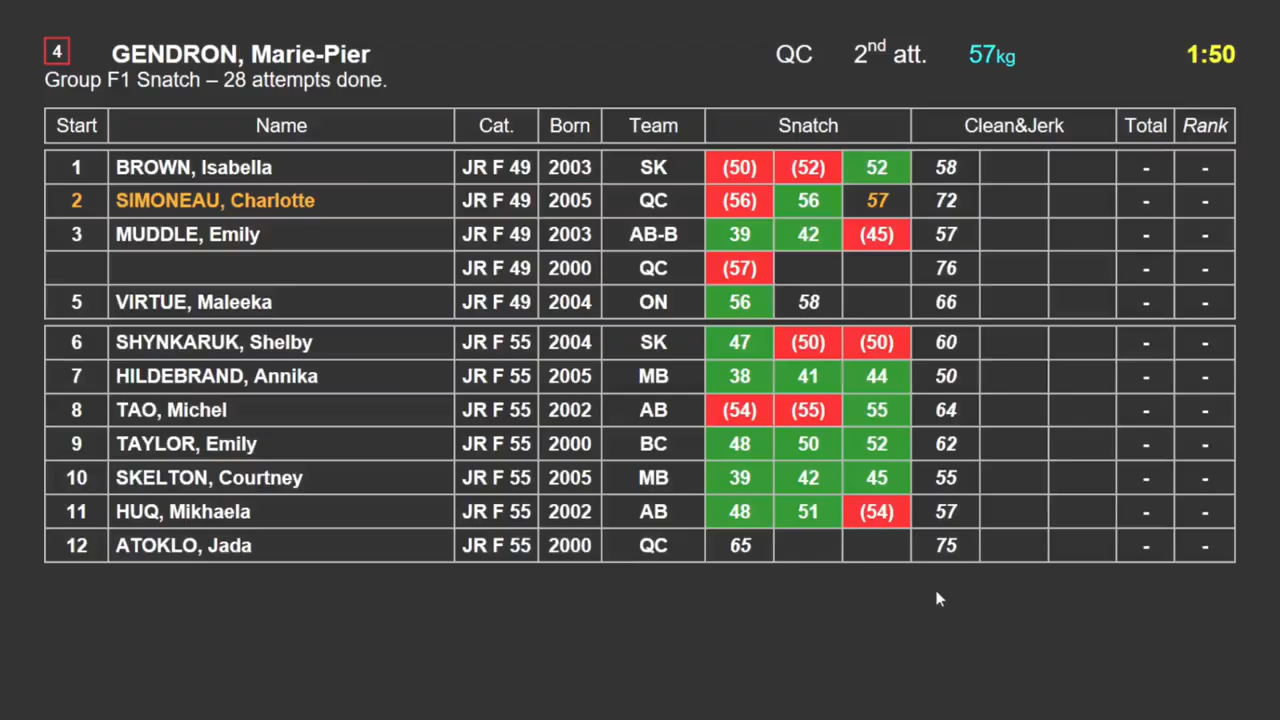 4 GENDRON, Marie-Pier QC 2nd att. 57kg 1:50
Group F1 Snatch – 28 attempts done.
Start Name Cat. Born Team Snatch Clean&Jerk Total Rank
1 BROWN, Isabella JR F 49 2003 SK (50) (52) 52 58 - -
2 SIMONEAU, Charlotte JR F 49 2005 QC (56) 56 57 72 - -
3 MUDDLE, Emily JR F 49 2003 AB-B 39 42 (45) 57 - -
JR F 49 2000 QC (57) 76 - -
5 VIRTUE, Maleeka JR F 49 2004 ON 56 58 66 - -
6 SHYNKARUK, Shelby JR F 55 2004 SK 47 (50) (50) 60 - -
7 HILDEBRAND, Annika JR F 55 2005 MB 38 41 44 50 - -
8 TAO, Michel JR F 55 2002 AB (54) (55) 55 64 - -
9 TAYLOR, Emily JR F 55 2000 BC 48 50 52 62 - -
10 SKELTON, Courtney JR F 55 2005 MB 39 42 45 55 - -
11 HUQ, Mikhaela JR F 55 2002 AB 48 51 (54) 57 - -
12 ATOKLO, Jada JR F 55 2000 QC 65 75 - -